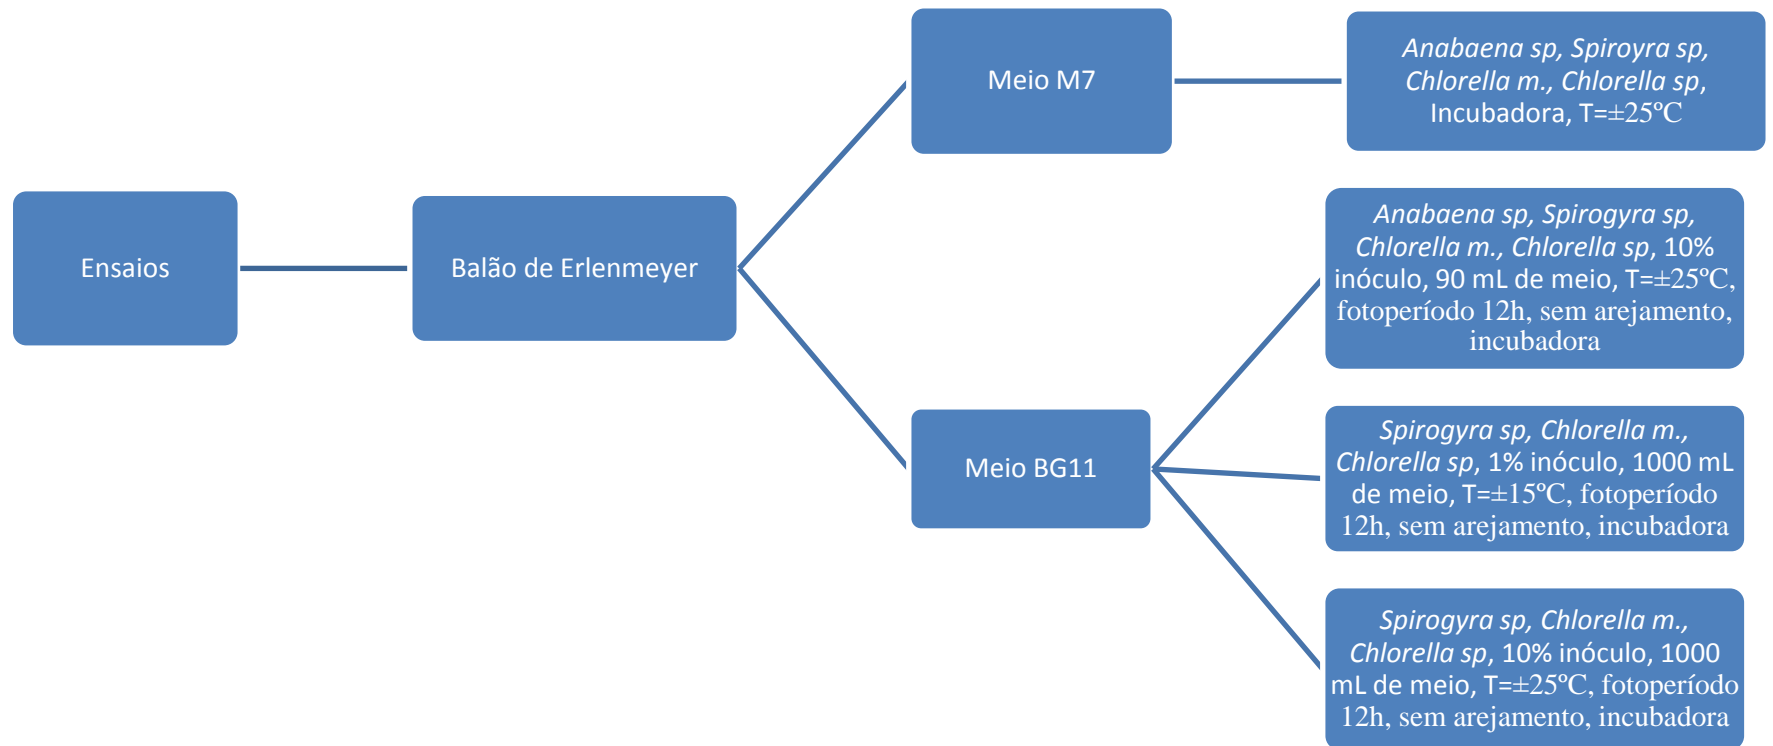 Ensaios
Balão de Erlenmeyer
Meio M7
Anabaena sp, Spiroyra sp,
Chlorella m., Chlorella sp,
Incubadora, T=±25ºC
Meio BG11
Anabaena sp, Spirogyra sp,
Chlorella m., Chlorella sp, 10%
inóculo, 90 mL de meio, T=±25ºC,
fotoperíodo 12h, sem arejamento,
incubadora
Spirogyra sp, Chlorella m.,
Chlorella sp, 1% inóculo, 1000 mL
de meio, T=±15ºC, fotoperíodo
12h, sem arejamento, incubadora
Spirogyra sp, Chlorella m.,
Chlorella sp, 10% inóculo, 1000
mL de meio, T=±25ºC, fotoperíodo
12h, sem arejamento, incubadora